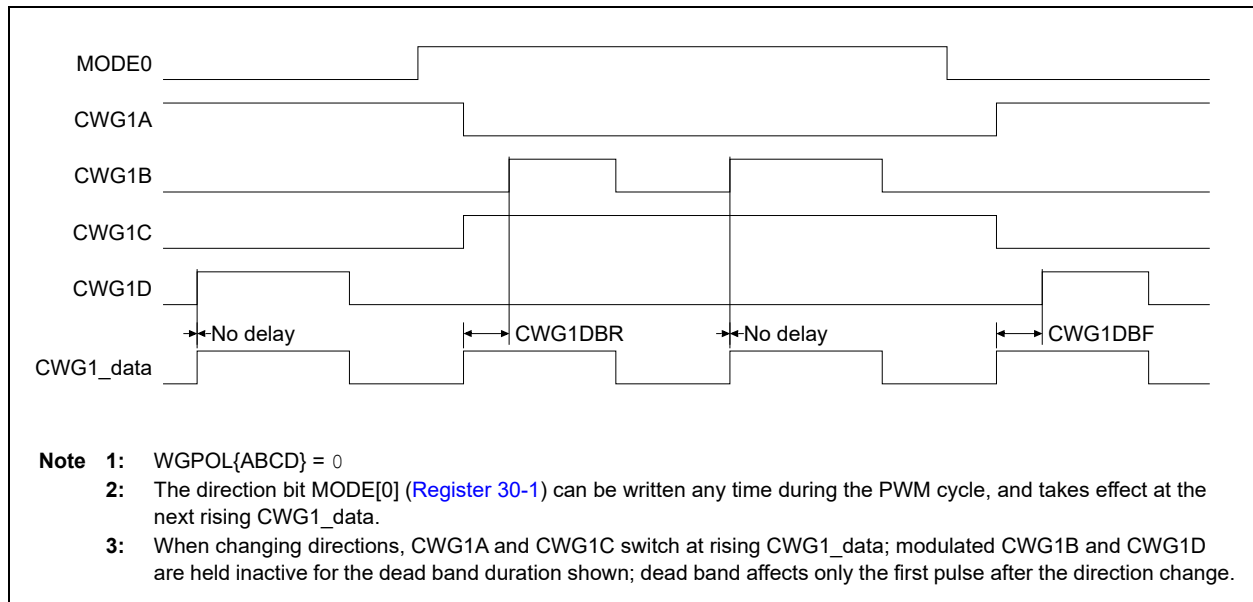 MODE0
CWG1A
CWG1B
CWG1C
CWG1D
No delay CWG1DBR No delay CWG1DBF
CWG1_data
Note 1: WGPOL{ABCD} = 0
2: The direction bit MODE[0] (Register 30-1) can be written any time during the PWM cycle, and takes effect at the
next rising CWG1_data.
3: When changing directions, CWG1A and CWG1C switch at rising CWG1_data; modulated CWG1B and CWG1D
are held inactive for the dead band duration shown; dead band affects only the first pulse after the direction change.